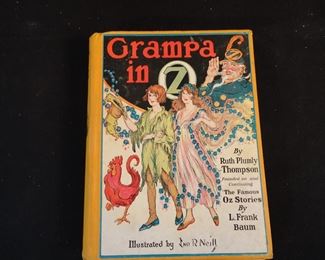 Grampa
in OZ
By
Ruth Plumly
Thompson
Founded on and
Continuing
The Famous
Oz Stories
By
L. Frank
Baum
Illustrated by Jno R. Neill